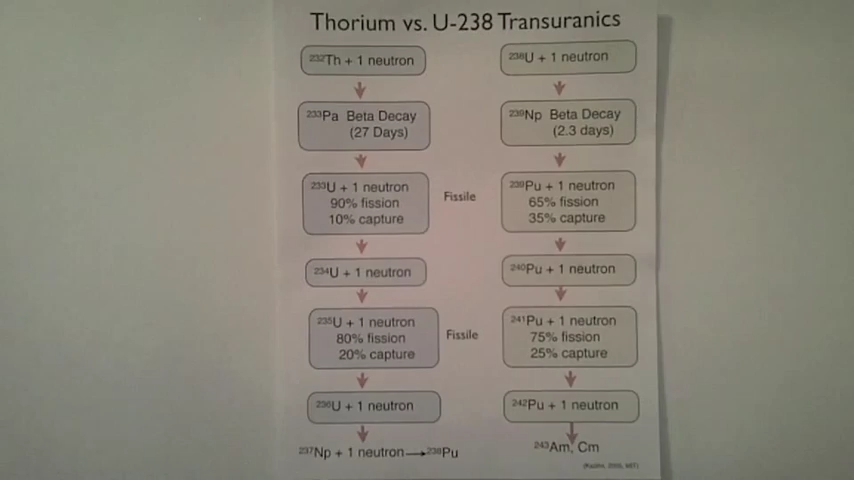 Thorium vs. U-238 Transuranics
232Th + 1 neutron
233Pa Beta Decay
(27 Days)
233U + 1 neutron
90% fission
10% capture
234U + 1 neutron
235U + 1 neutron
80% fission
20% capture
236U + 1 neutron
237Np + 1 neutron → 238Pu
Fissile
Fissile
238U + 1 neutron
239Np Beta Decay
(2.3 days)
239Pu + 1 neutron
65% fission
35% capture
240Pu + 1 neutron
241Pu + 1 neutron
75% fission
25% capture
242Pu + 1 neutron
243Am, Cm